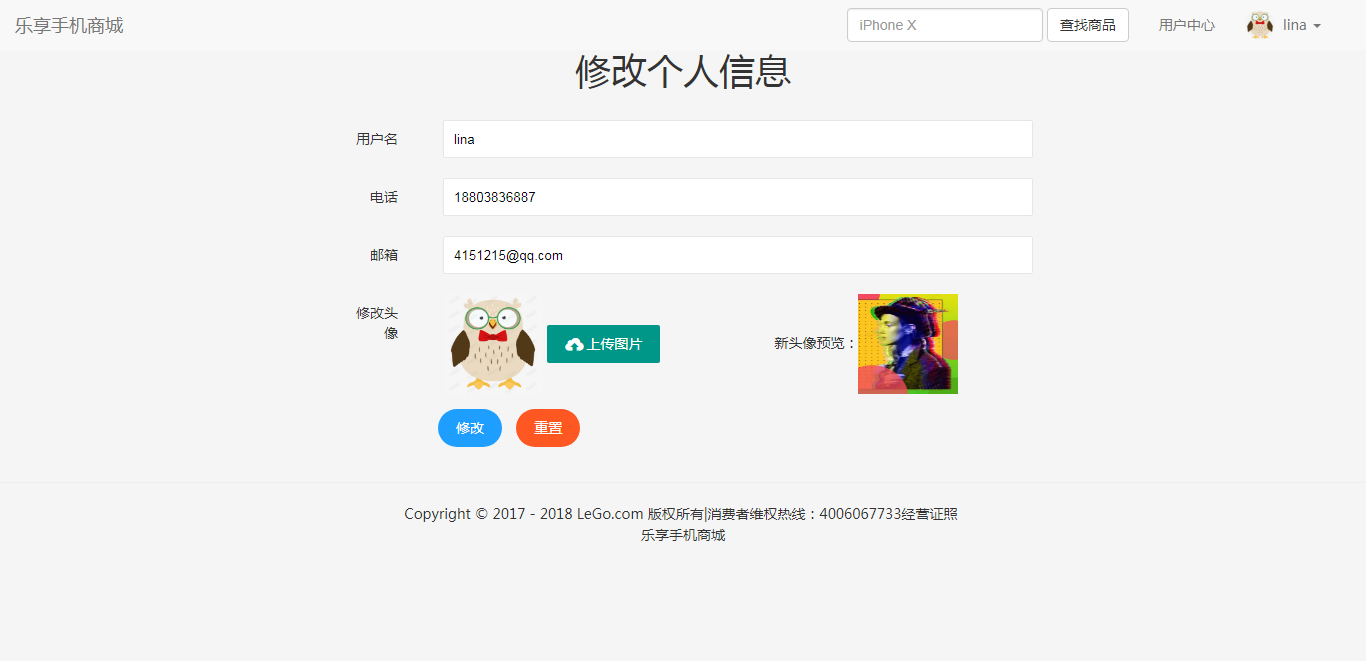 乐享手机商城
iPhone X
查找商品
用户中心
lina
修改个人信息
用户名
lina
电话
18803836887
邮箱
4151215@qq.com
修改头
像
上传图片
新头像预览：
修改
重置
Copyright © 2017 - 2018 LeGo.com 版权所有|消费者维权热线：4006067733经营证照
乐享手机商城